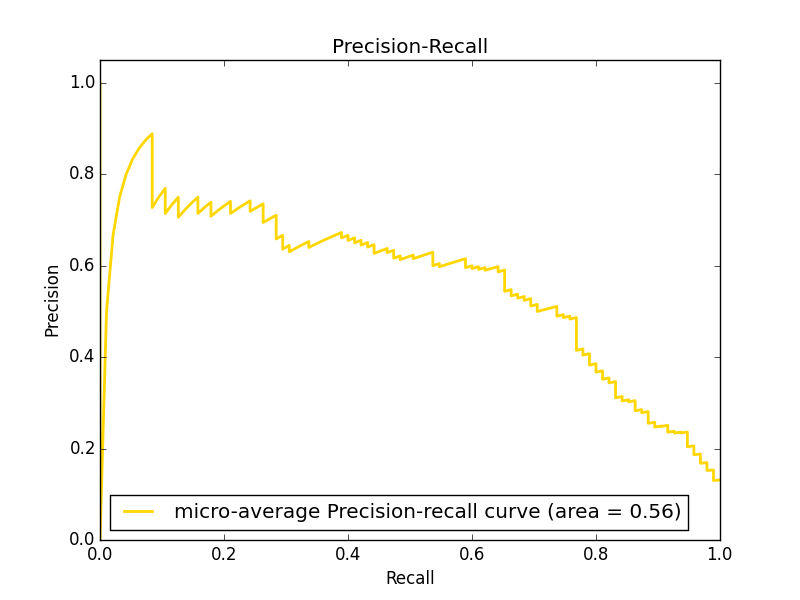 Precision-Recall
1.0
0.8
0.6
0.4
0.2
0.0
Precision
micro-average Precision-recall curve (area = 0.56)
0.0 0.2 0.4 0.6 0.8 1.0
Recall